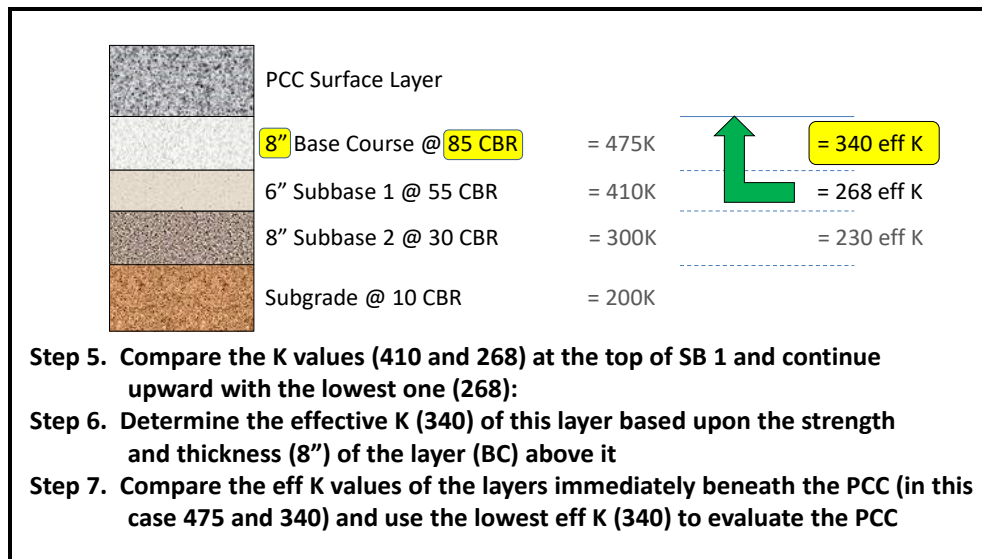 PCC Surface Layer
8” Base Course @ 85 CBR = 475K = 340 eff K
6” Subbase 1 @ 55 CBR = 410K = 268 eff K
8” Subbase 2 @ 30 CBR = 300K = 230 eff K
Subgrade @ 10 CBR = 200K
Step 5. Compare the K values (410 and 268) at the top of SB 1 and continue
upward with the lowest one (268):
Step 6. Determine the effective K (340) of this layer based upon the strength
and thickness (8”) of the layer (BC) above it
Step 7. Compare the eff K values of the layers immediately beneath the PCC (in this
case 475 and 340) and use the lowest eff K (340) to evaluate the PCC